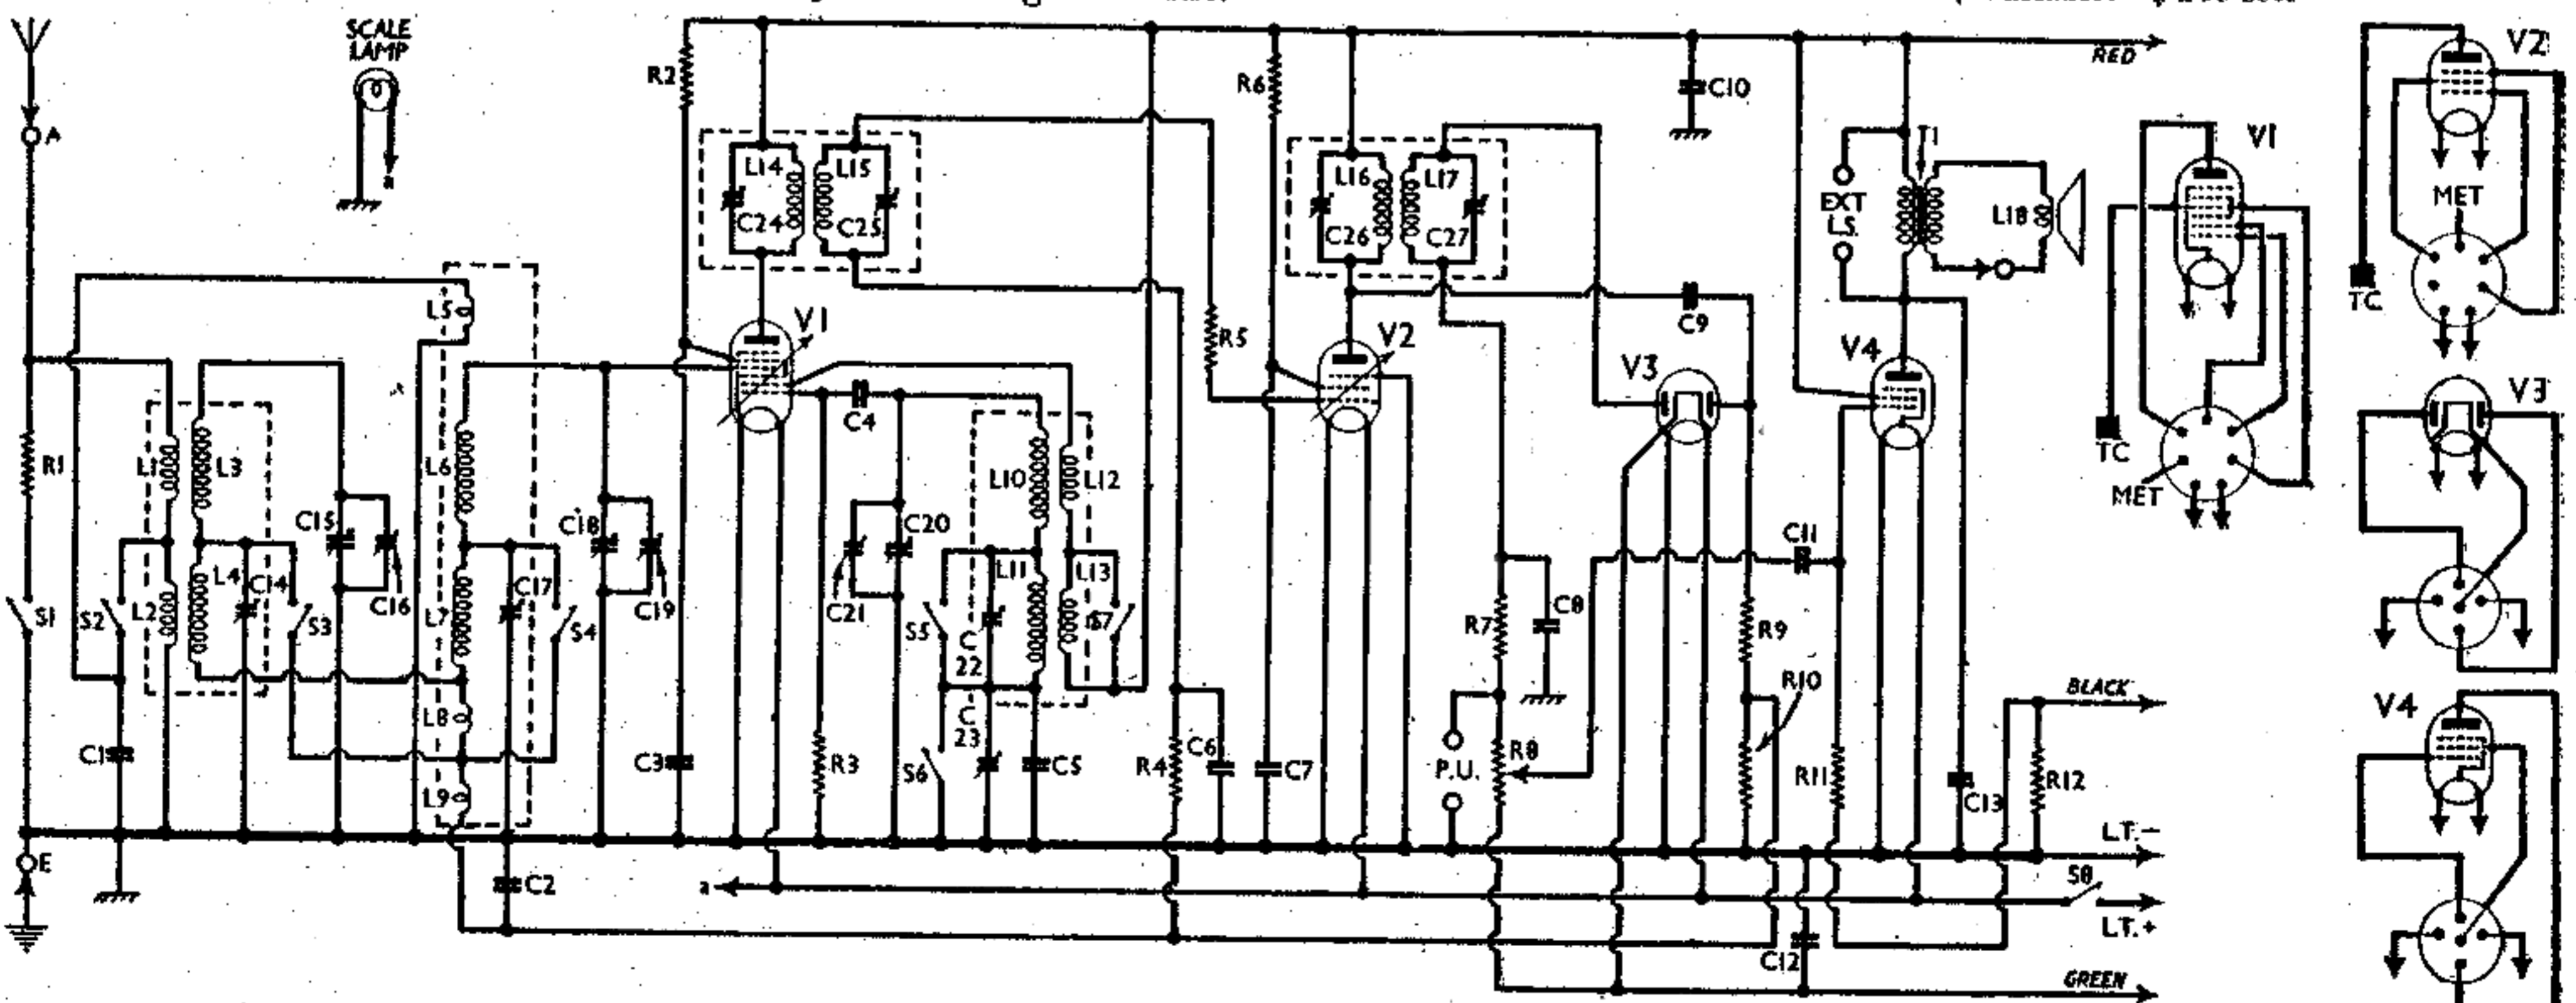 SCALE
LAMP
A
R1
S1
E
L1
L2
L3
L4
C14
S2
C1
S3
C15
C16
L5
L6
L7
L8
L9
C17
S4
C2
C18
C19
R2
C3
L14
C24
L15
C25
V1
C4
R3
C21
C20
S5
S6
L10
L11
C
22
C
23
C5
L12
L13
S7
R4
C6
R5
R6
C7
L16
C26
L17
C27
V2
C9
V3
R7
C8
P.U.
R8
R9
R10
C10
C11
R11
C12
EXT
L.S.
T1
L18
V4
C13
R12
S8
a
a
RED
BLACK
L.T.−
L.T.+
GREEN
V1
TC
MET
V2
MET
TC
V3
V4